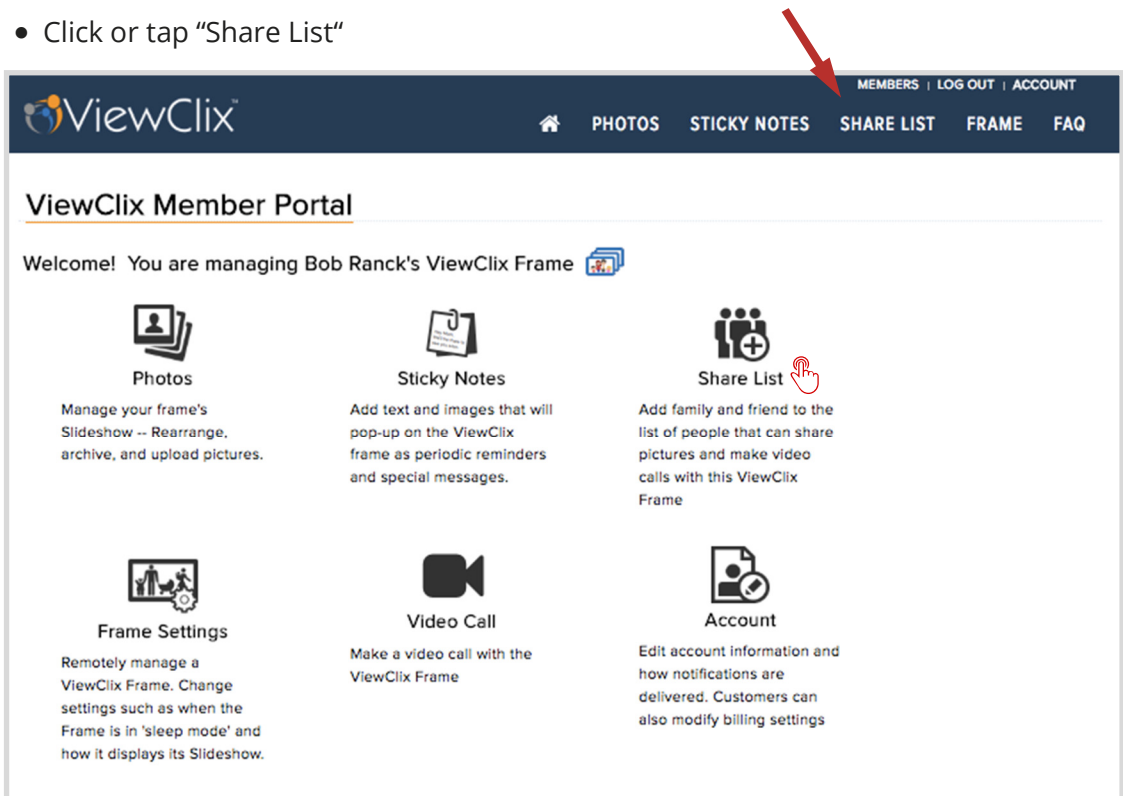 Click or tap “Share List“
MEMBERS | LOG OUT | ACCOUNT
ViewClix™
PHOTOS STICKY NOTES SHARE LIST FRAME FAQ
ViewClix Member Portal
Welcome! You are managing Bob Ranck's ViewClix Frame
Photos
Manage your frame's
Slideshow -- Rearrange,
archive, and upload pictures.
Sticky Notes
Add text and images that will
pop-up on the ViewClix
frame as periodic reminders
and special messages.
Share List
Add family and friend to the
list of people that can share
pictures and make video
calls with this ViewClix
Frame
Frame Settings
Remotely manage a
ViewClix Frame. Change
settings such as when the
Frame is in 'sleep mode' and
how it displays its Slideshow.
Video Call
Make a video call with the
ViewClix Frame
Account
Edit account information and
how notifications are
delivered. Customers can
also modify billing settings